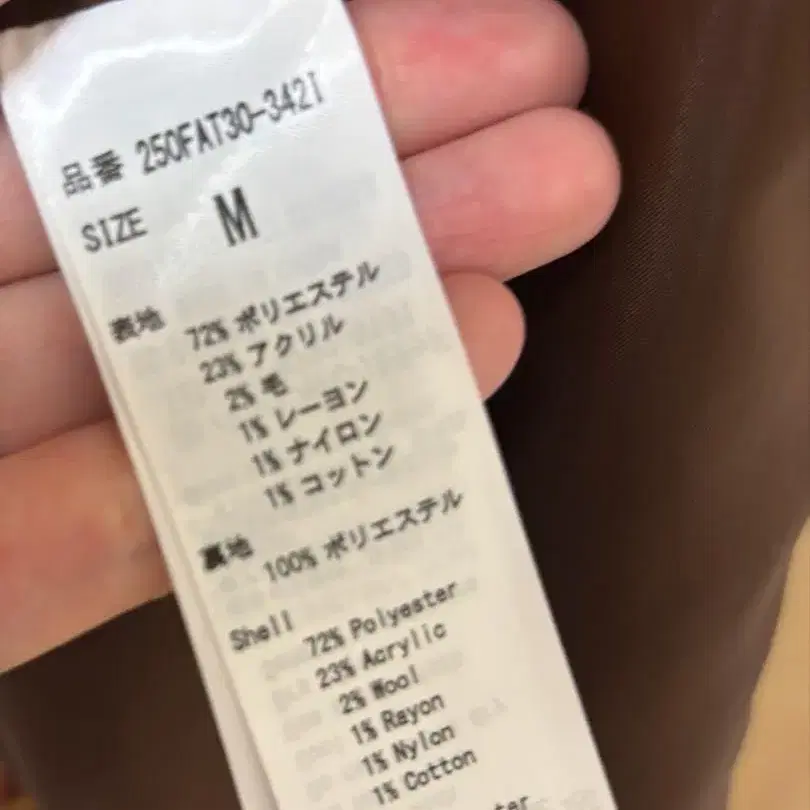 品番 250FAT30-342I
SIZE M
表地 72% ポリエステル
23% アクリル
2% 毛
1% レーヨン
1% ナイロン
1% コットン
裏地 100% ポリエステル
Shell 72% Polyester
23% Acrylic
2% Wool
1% Rayon
1% Nylon
1% Cotton